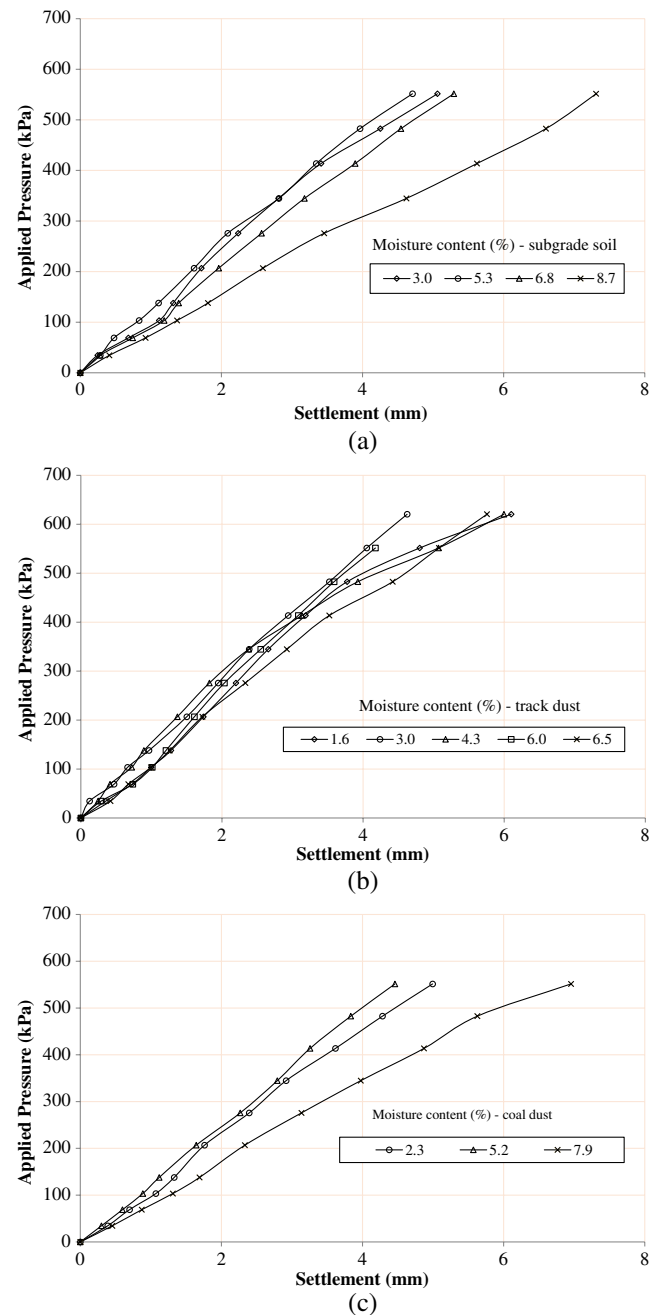 700
600
500
400
300
200
100
0
Applied Pressure (kPa)
Moisture content (%) - subgrade soil
3.0 5.3 6.8 8.7
0 2 4 6 8
Settlement (mm)
(a)
700
600
500
400
300
200
100
0
Applied Pressure (kPa)
Moisture content (%) - track dust
1.6 3.0 4.3 6.0 6.5
0 2 4 6 8
Settlement (mm)
(b)
700
600
500
400
300
200
100
0
Applied Pressure (kPa)
Moisture content (%) - coal dust
2.3 5.2 7.9
0 2 4 6 8
Settlement (mm)
(c)